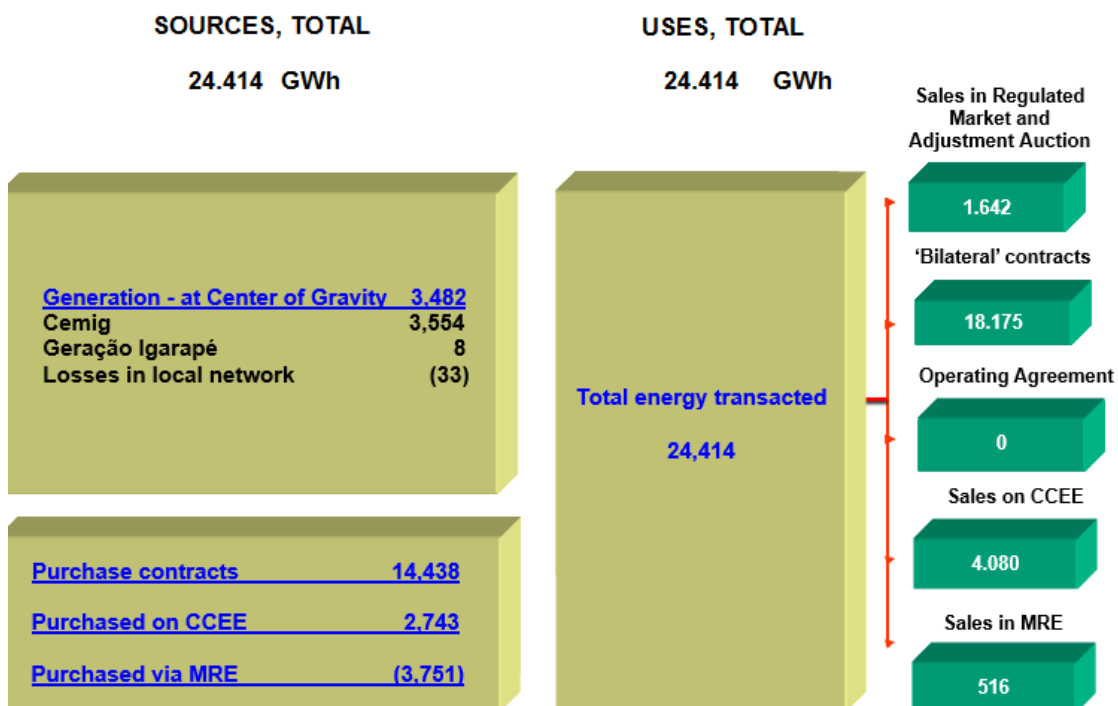 SOURCES, TOTAL
24.414 GWh
USES, TOTAL
24.414 GWh
Generation - at Center of Gravity 3,482
Cemig 3,554
Geração Igarapé 8
Losses in local network (33)
Purchase contracts 14,438
Purchased on CCEE 2,743
Purchased via MRE (3,751)
Total energy transacted
24,414
Sales in Regulated
Market and
Adjustment Auction
1.642
‘Bilateral’ contracts
18.175
Operating Agreement
0
Sales on CCEE
4.080
Sales in MRE
516